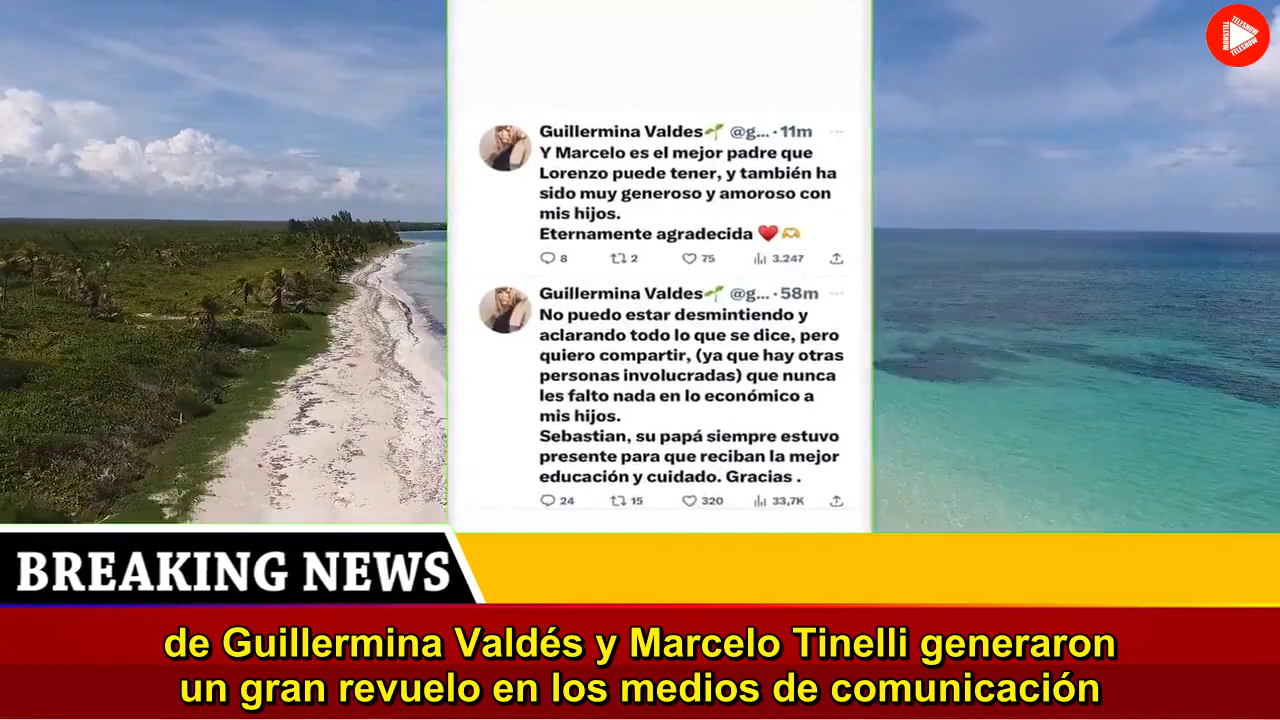 TELESHOW
TELESHOW
TELESHOW
Guillermina Valdes🌱 @g... · 11m
Y Marcelo es el mejor padre que
Lorenzo puede tener, y también ha
sido muy generoso y amoroso con
mis hijos.
Eternamente agradecida ❤️🫶
8 2 75 3.247
Guillermina Valdes🌱 @g... · 58m
No puedo estar desmintiendo y
aclarando todo lo que se dice, pero
quiero compartir, (ya que hay otras
personas involucradas) que nunca
les falto nada en lo económico a
mis hijos.
Sebastian, su papá siempre estuvo
presente para que reciban la mejor
educación y cuidado. Gracias .
24 15 320 33,7K
BREAKING NEWS
de Guillermina Valdés y Marcelo Tinelli generaron
un gran revuelo en los medios de comunicación